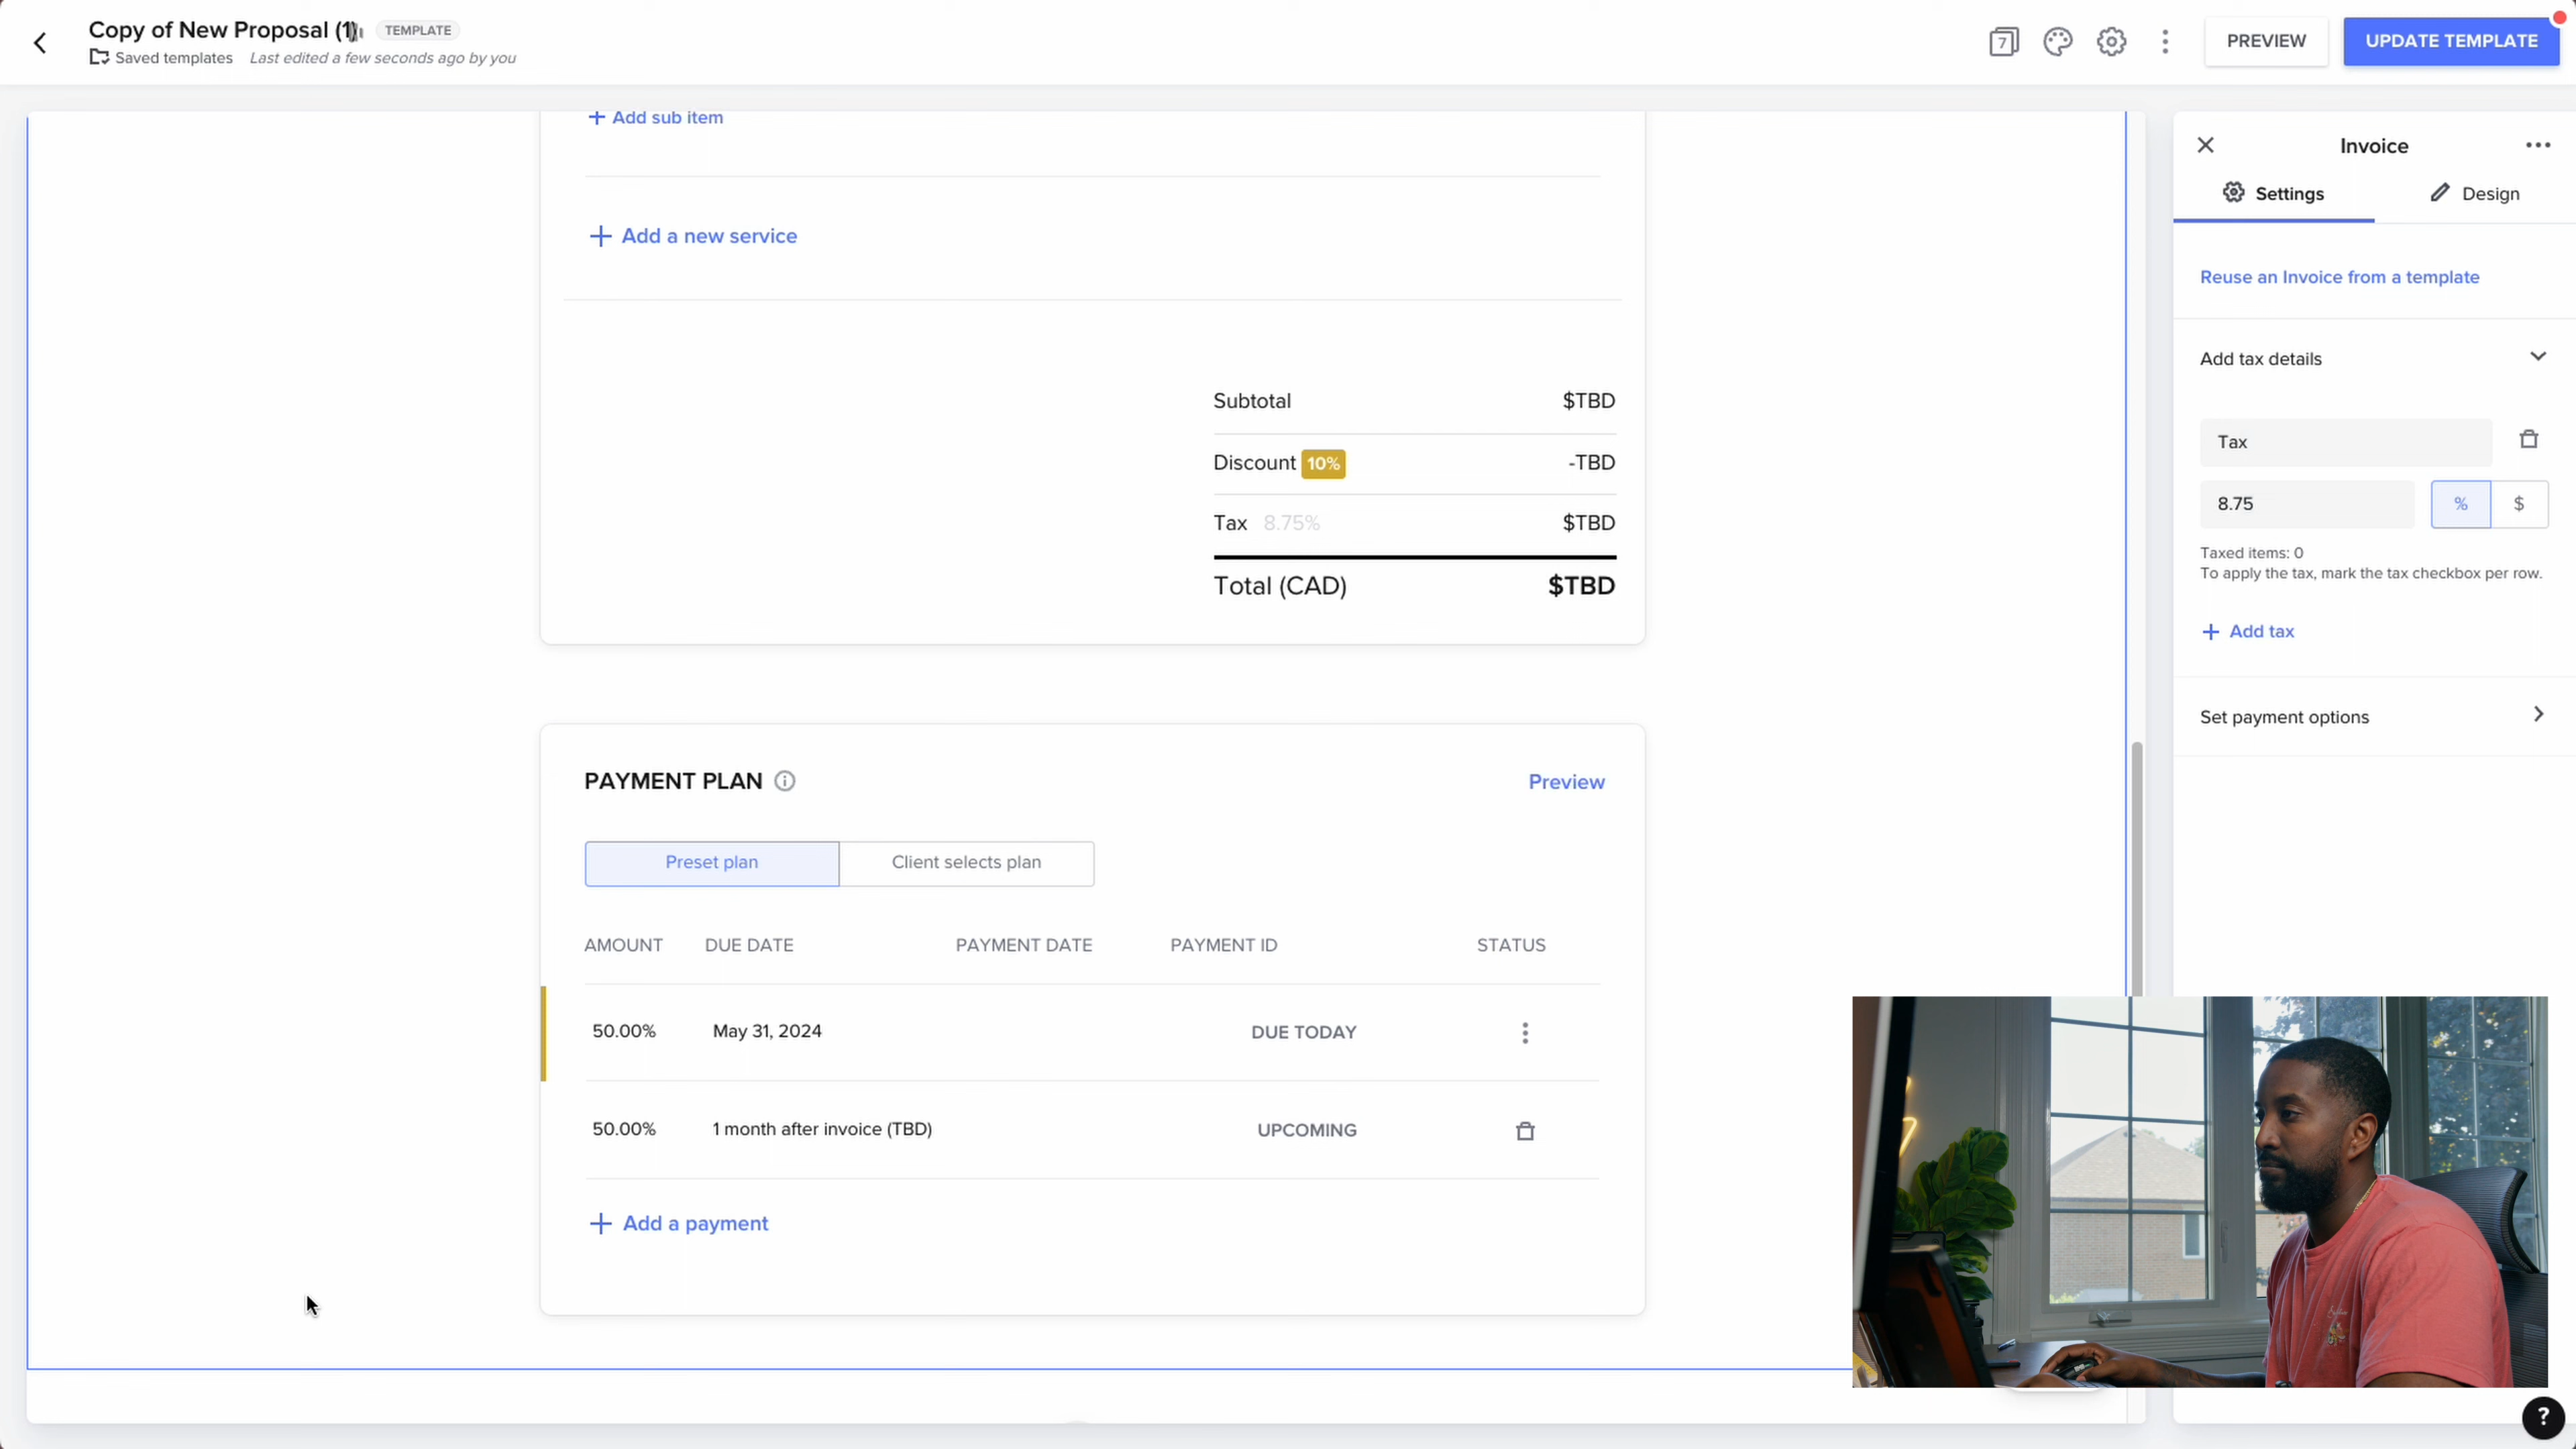 Copy of New Proposal (1)
TEMPLATE
Saved templates
Last edited a few seconds ago by you
7
PREVIEW
UPDATE TEMPLATE
+ Add sub item
+ Add a new service
Subtotal $TBD
Discount 10% -TBD
Tax 8.75% $TBD
Total (CAD) $TBD
PAYMENT PLAN
Preview
Preset plan
Client selects plan
AMOUNT DUE DATE PAYMENT DATE PAYMENT ID STATUS
50.00% May 31, 2024 DUE TODAY
50.00% 1 month after invoice (TBD) UPCOMING
+ Add a payment
Invoice
Settings
Design
Reuse an Invoice from a template
Add tax details
Tax
8.75 % $
Taxed items: 0
To apply the tax, mark the tax checkbox per row.
+ Add tax
Set payment options
?